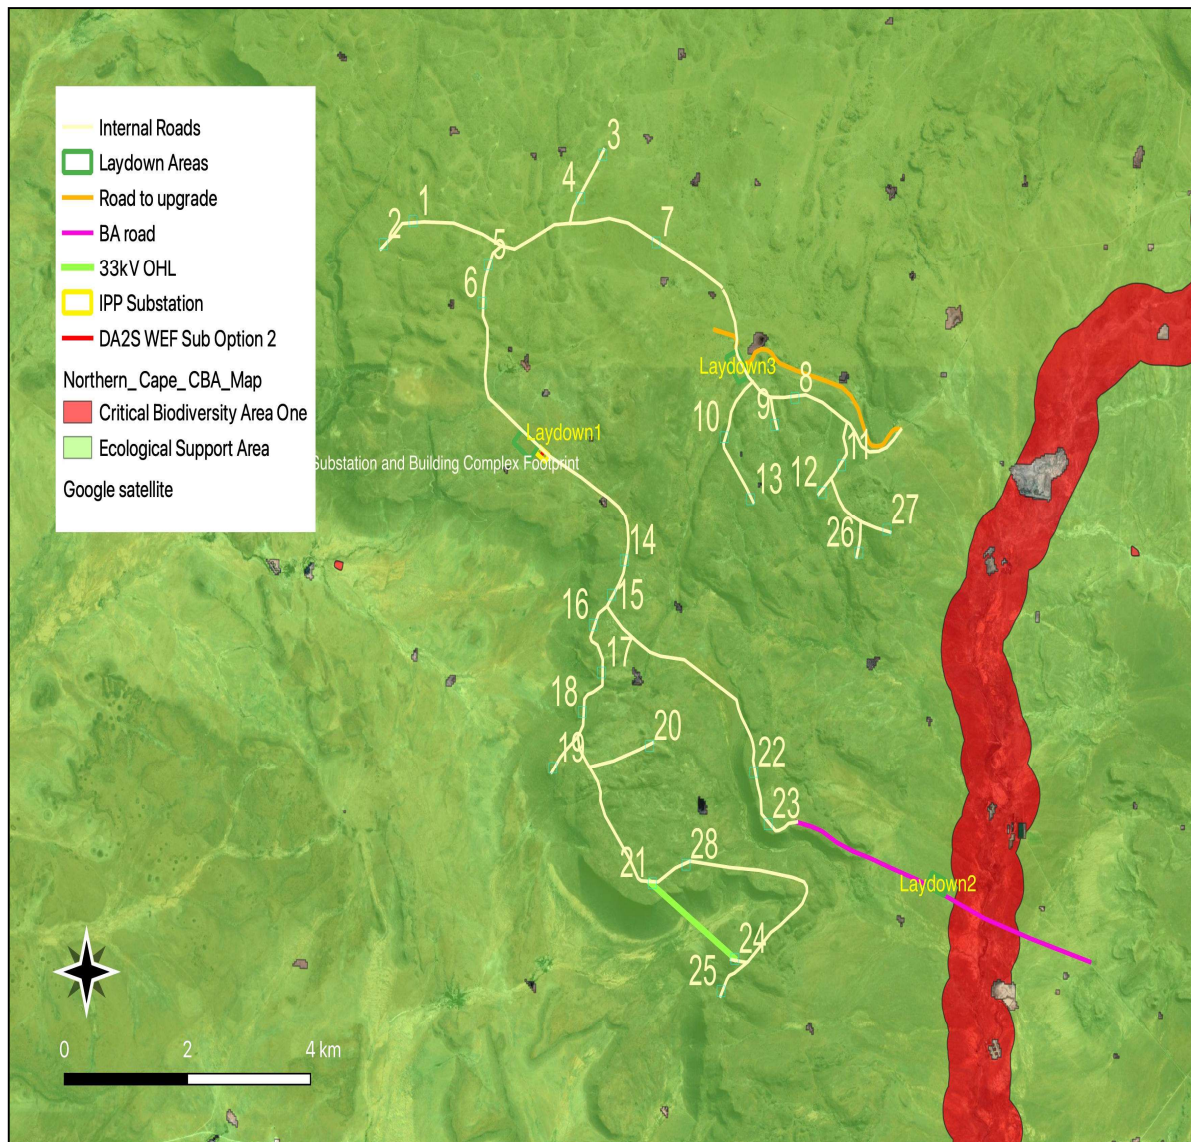 3
4
1
2
7
5
6
Internal Roads
Laydown Areas
Road to upgrade
BA road
33kV OHL
IPP Substation
DA2S WEF Sub Option 2
Northern_Cape_CBA_Map
Critical Biodiversity Area One
Ecological Support Area
Google satellite
Laydown3
8
9
10
Laydown1
11
Substation and Building Complex Footprint
13
12
27
26
14
15
16
17
18
20
19
22
23
28
21
Laydown2
24
25
0 2 4 km